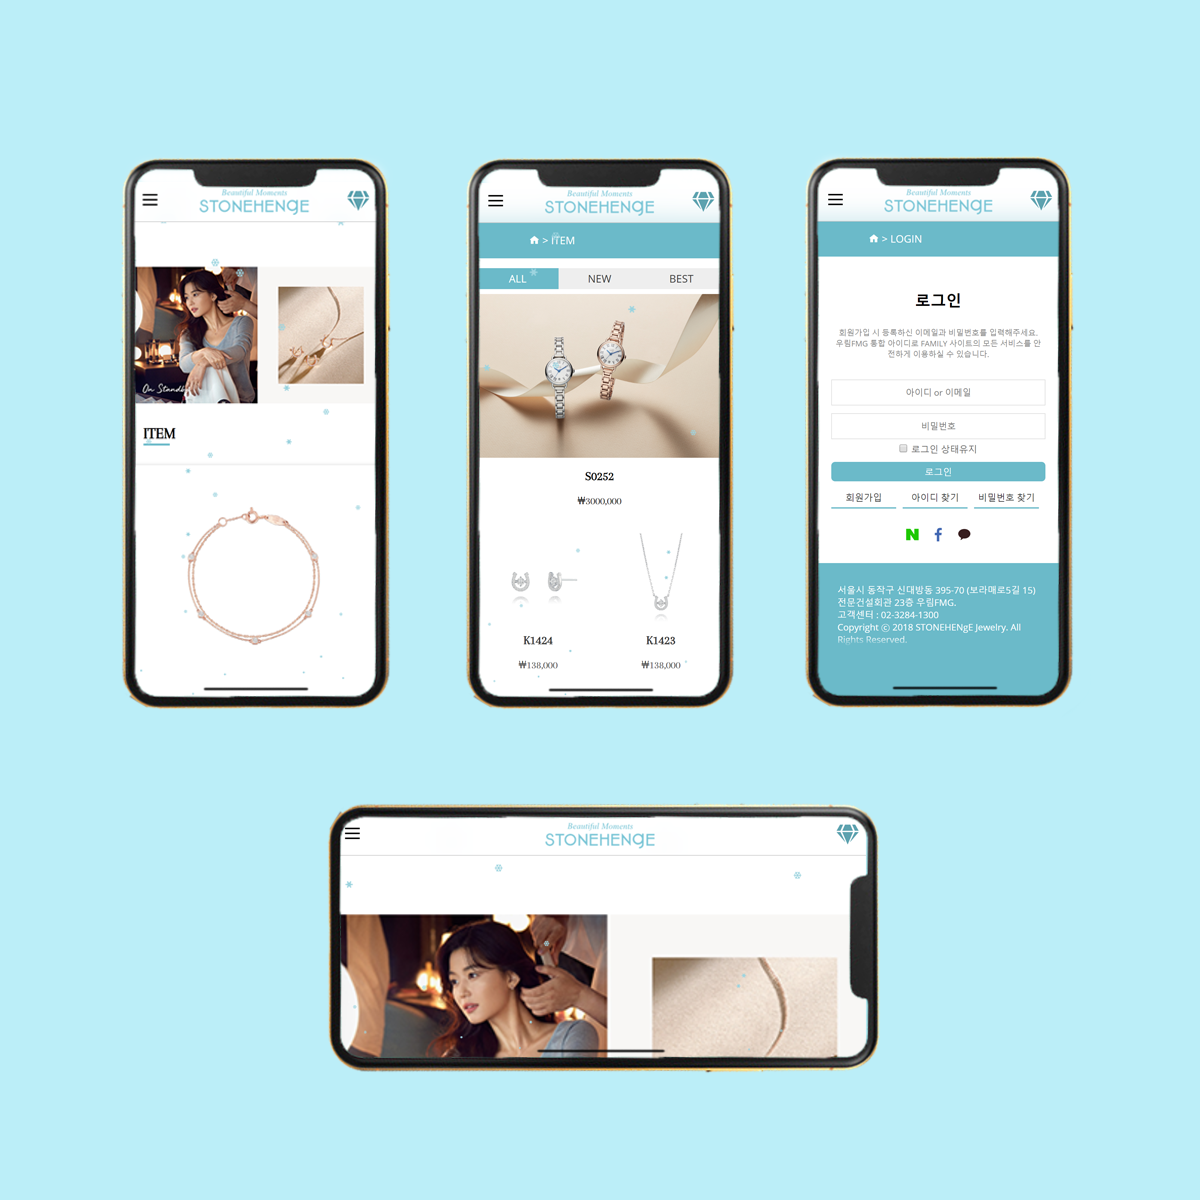 Beautiful Moments
STONEHENgE
On Standby
ITEM
Beautiful Moments
STONEHENgE
> ITEM
ALL NEW BEST
S0252
₩3000,000
K1424 K1423
₩138,000 ₩138,000
Beautiful Moments
STONEHENgE
> LOGIN
로그인
회원가입 시 등록하신 이메일과 비밀번호를 입력해주세요.
우림FMG 통합 아이디로 FAMILY 사이트의 모든 서비스를 안
전하게 이용하실 수 있습니다.
아이디 or 이메일
비밀번호
로그인 상태유지
로그인
회원가입 아이디 찾기 비밀번호 찾기
N f
서울시 동작구 신대방동 395-70 (보라매로5길 15)
전문건설회관 23층 우림FMG.
고객센터 : 02-3284-1300
Copyright ⓒ 2018 STONEHENgE Jewelry. All
Rights Reserved.
Beautiful Moments
STONEHENgE